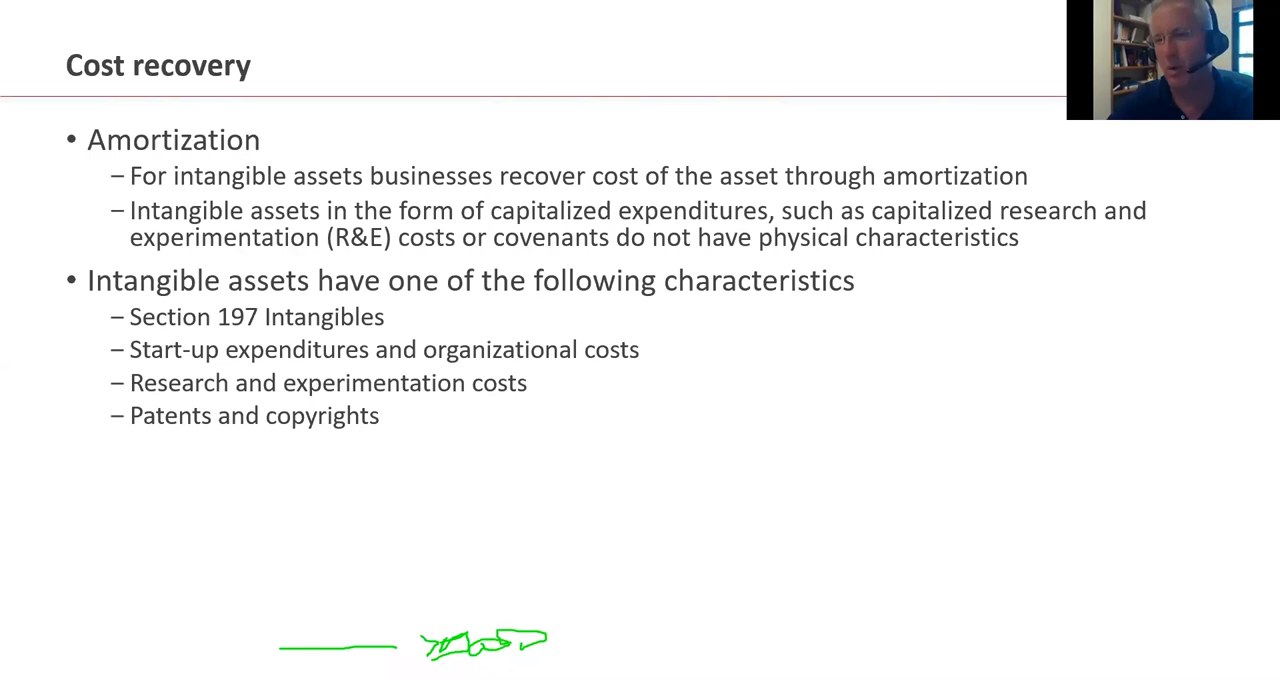 Cost recovery
• Amortization
– For intangible assets businesses recover cost of the asset through amortization
– Intangible assets in the form of capitalized expenditures, such as capitalized research and
experimentation (R&E) costs or covenants do not have physical characteristics
• Intangible assets have one of the following characteristics
– Section 197 Intangibles
– Start-up expenditures and organizational costs
– Research and experimentation costs
– Patents and copyrights